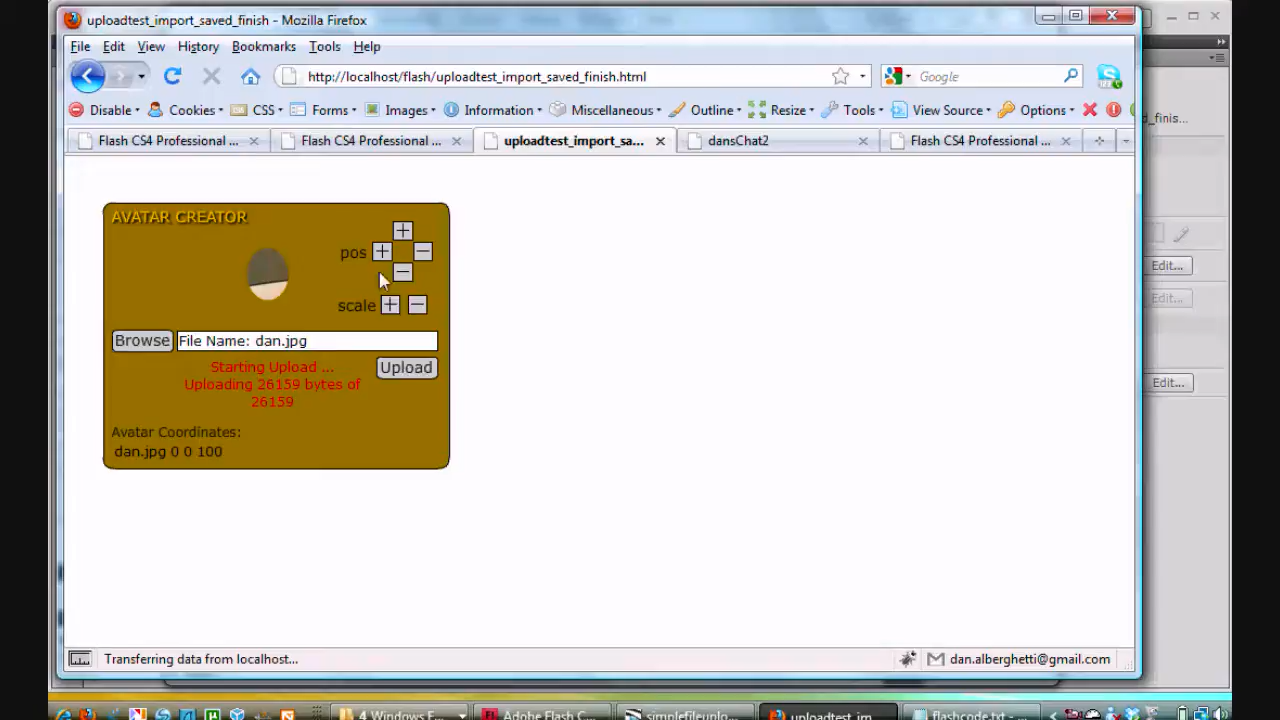 uploadtest_import_saved_finish - Mozilla Firefox
File Edit View History Bookmarks Tools Help
http://localhost/flash/uploadtest_import_saved_finish.html
Google
Disable Cookies CSS Forms Images Information Miscellaneous Outline Resize Tools View Source Options
Flash CS4 Professional ... Flash CS4 Professional ... uploadtest_import_sa... dansChat2 Flash CS4 Professional ...
d_finis...
AVATAR CREATOR
+
pos + −
−
scale + −
Edit...
Edit...
Browse File Name: dan.jpg
Starting Upload ... Upload
Uploading 26159 bytes of
26159
Edit...
Avatar Coordinates:
dan.jpg 0 0 100
Transferring data from localhost... dan.alberghetti@gmail.com
4 Windows E... Adobe Flash C... simplefileuplo... uploadtest_im... flashcode.txt - ...